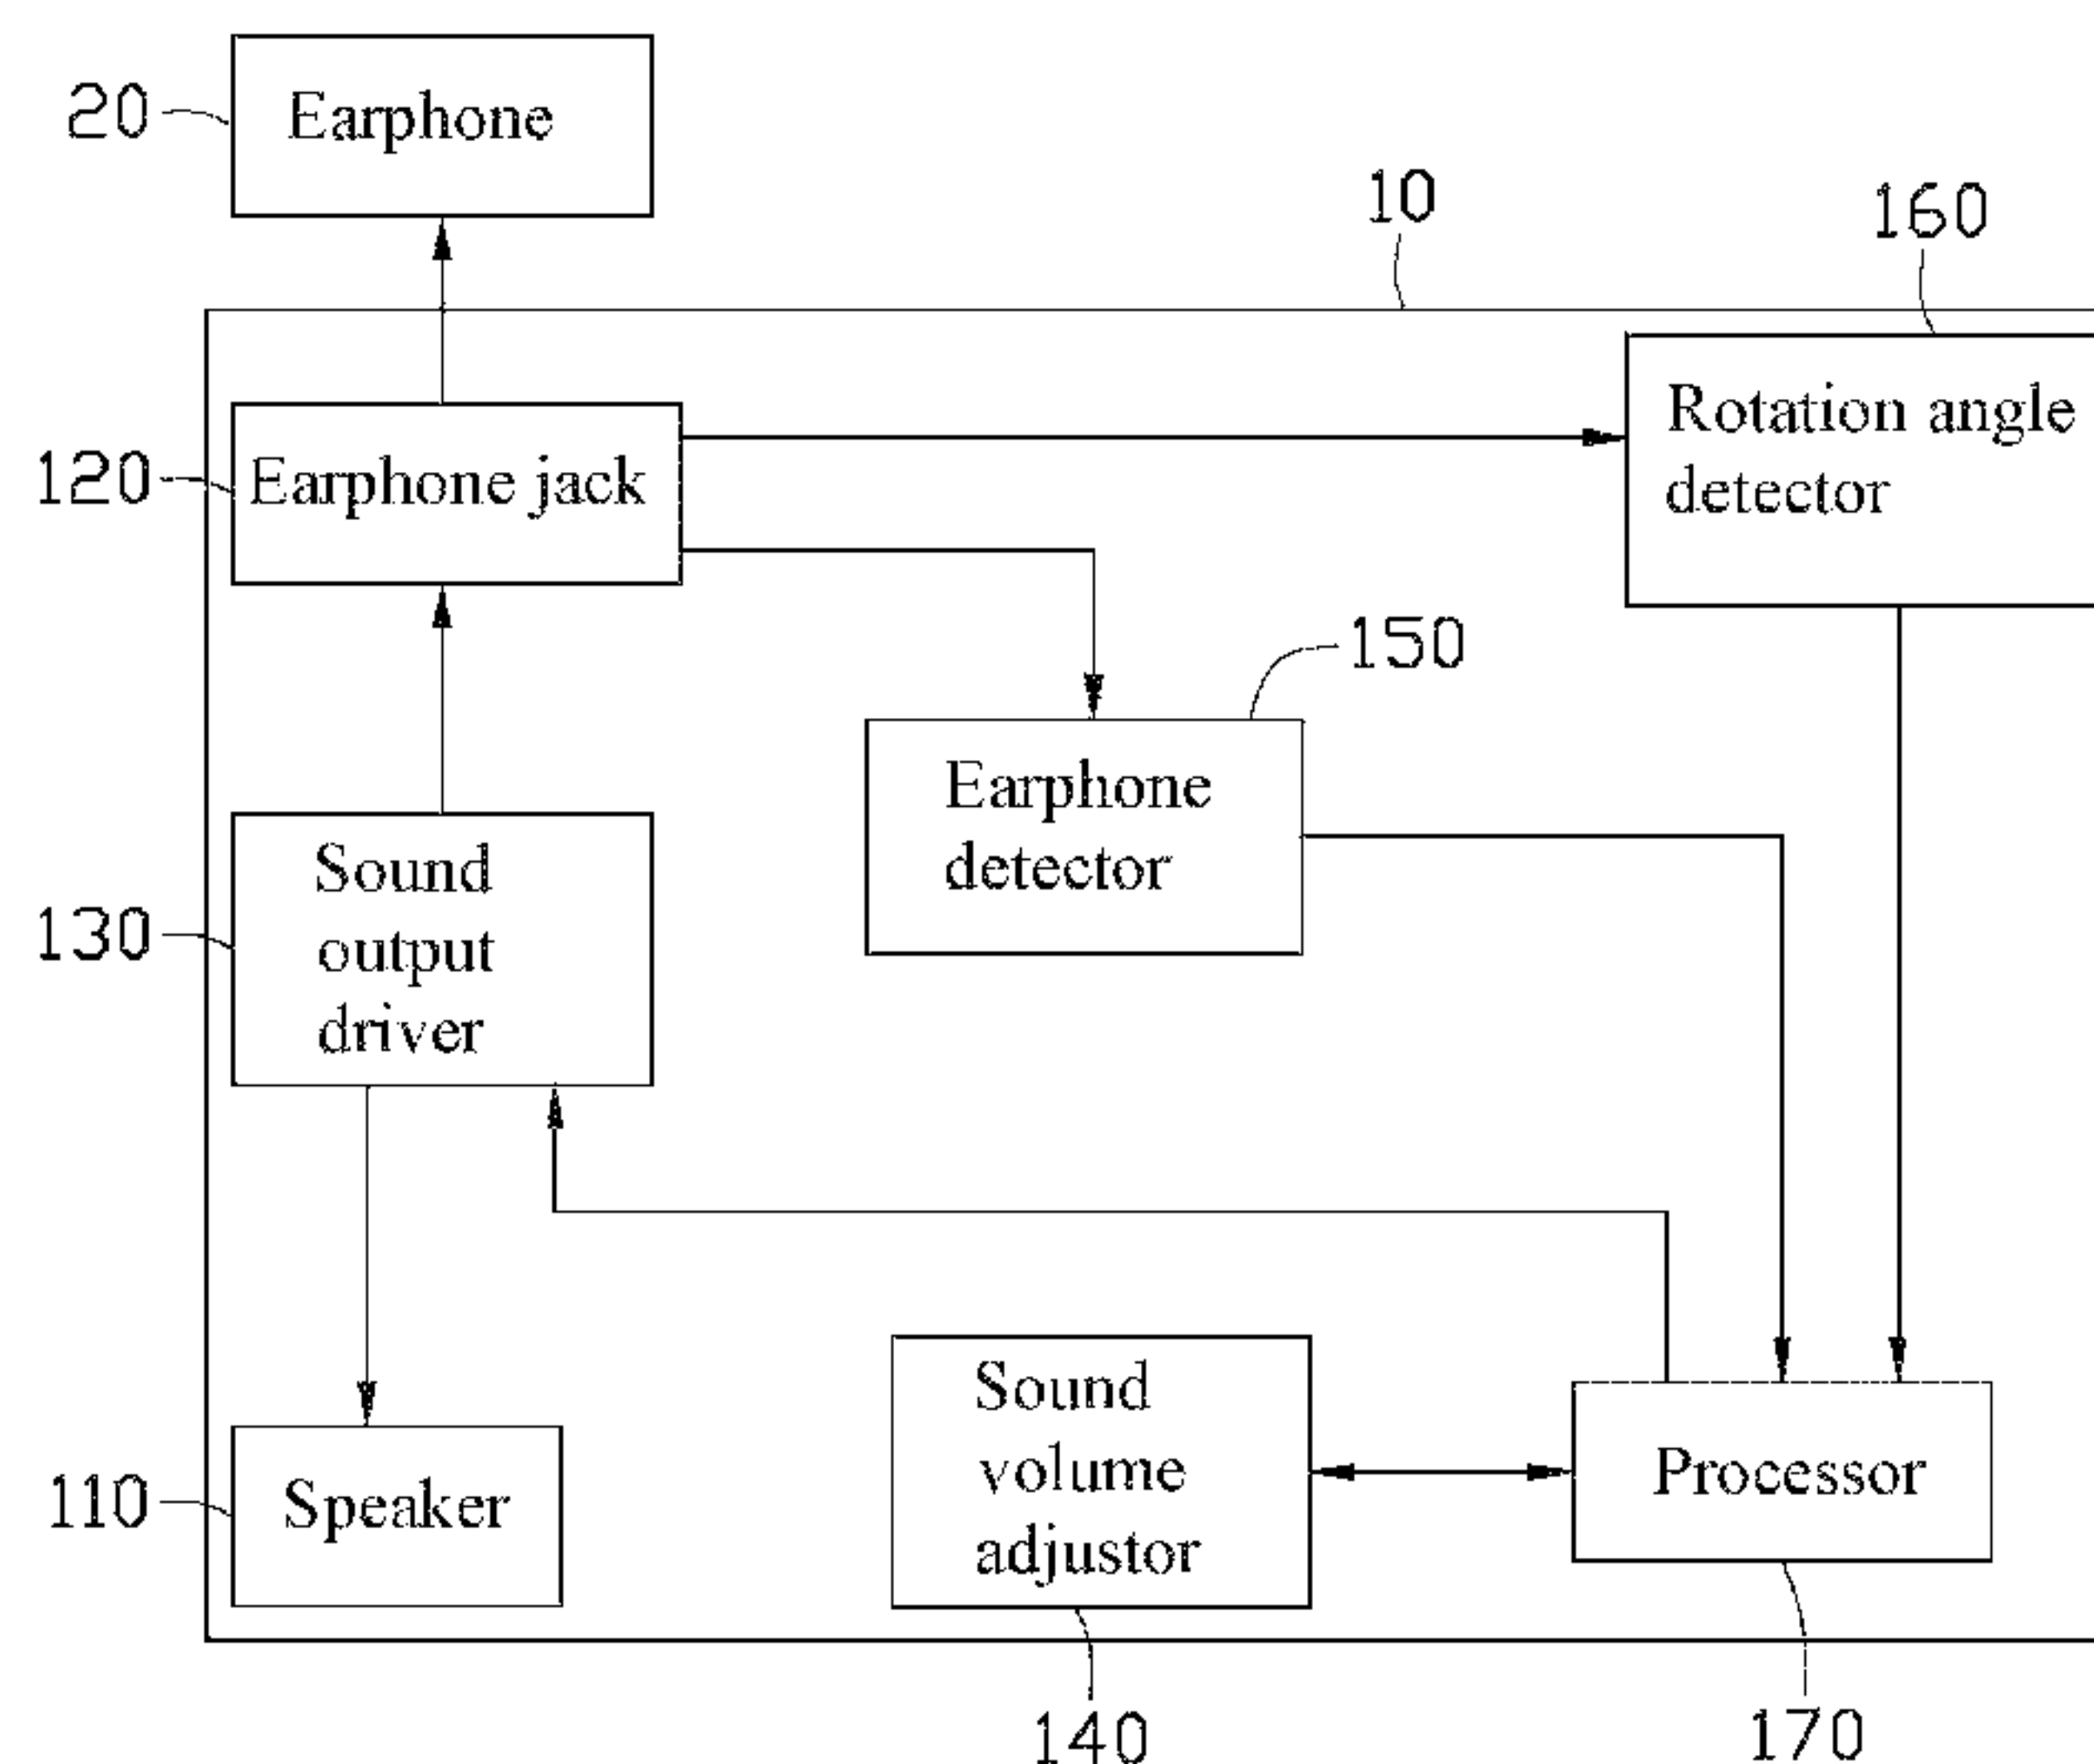 20
Earphone
10
160
120
Earphone jack
Rotation angle
detector
150
Earphone
detector
130
Sound
output
driver
110
Speaker
Sound
volume
adjustor
Processor
140
170